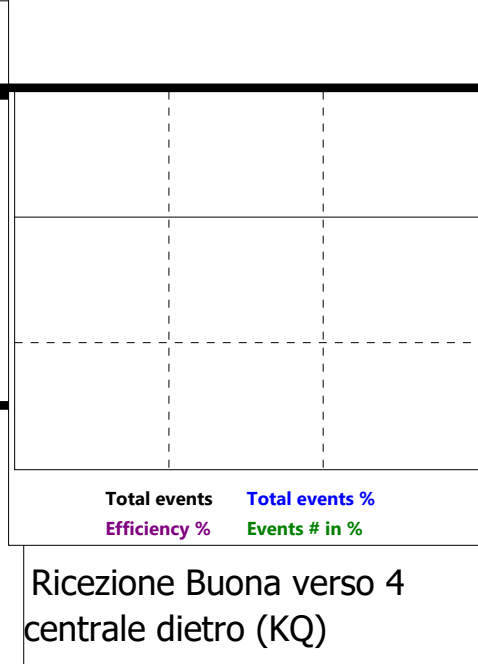 Total events Total events %
Efficiency % Events # in %
Ricezione Buona verso 4
centrale dietro (KQ)